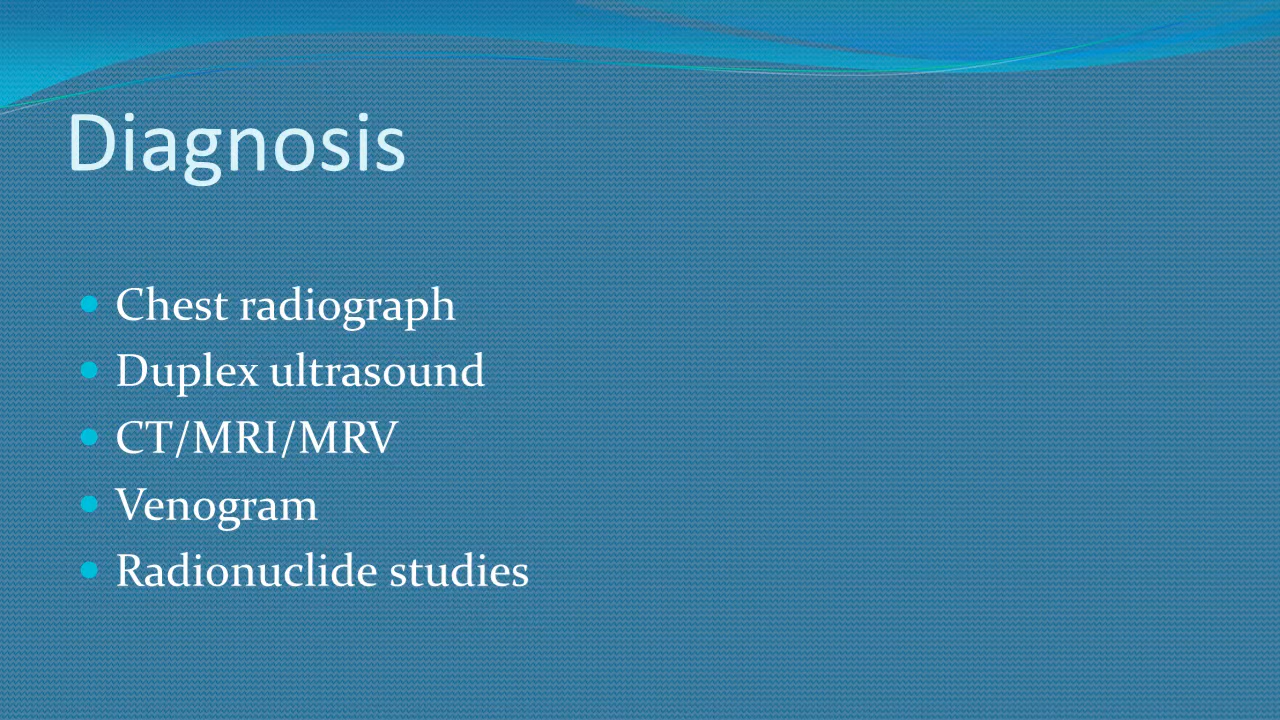 Diagnosis
Chest radiograph
Duplex ultrasound
CT/MRI/MRV
Venogram
Radionuclide studies